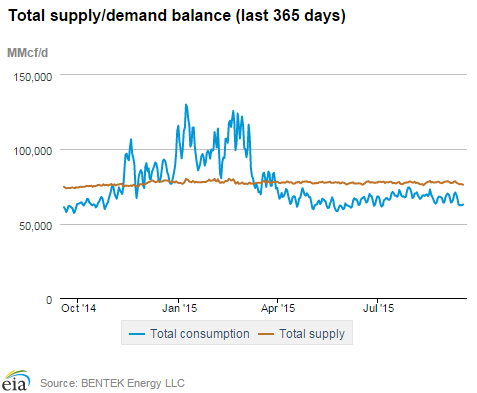 Total supply/demand balance (last 365 days)
MMcf/d
150,000
100,000
50,000
0
Oct '14 Jan '15 Apr '15 Jul '15
Total consumption Total supply
eia Source: BENTEK Energy LLC